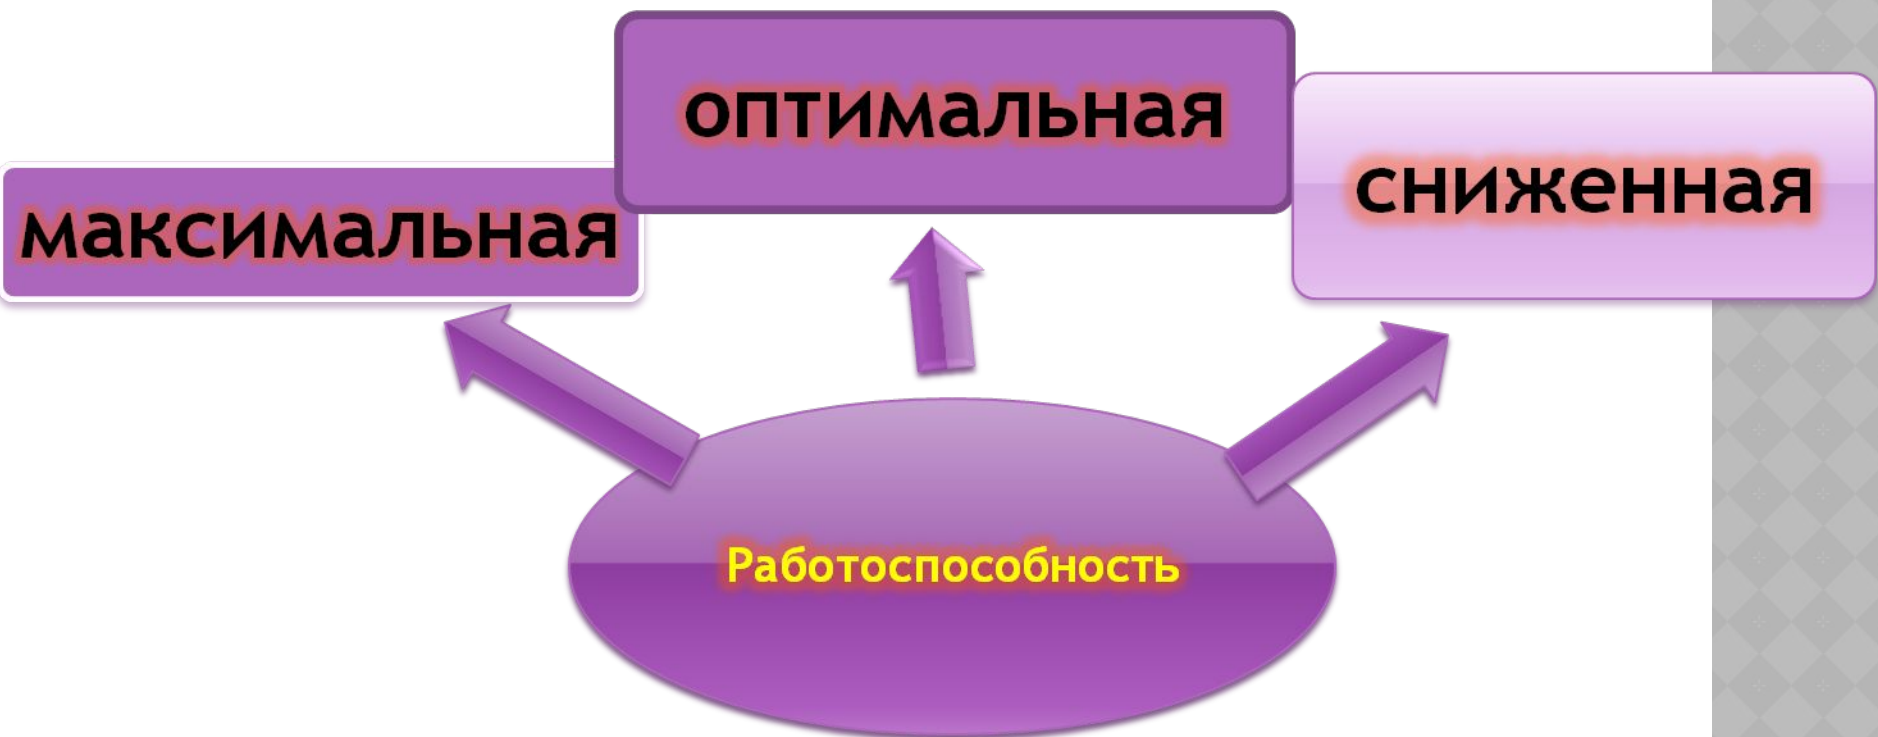 оптимальная
сниженная
максимальная
Работоспособность